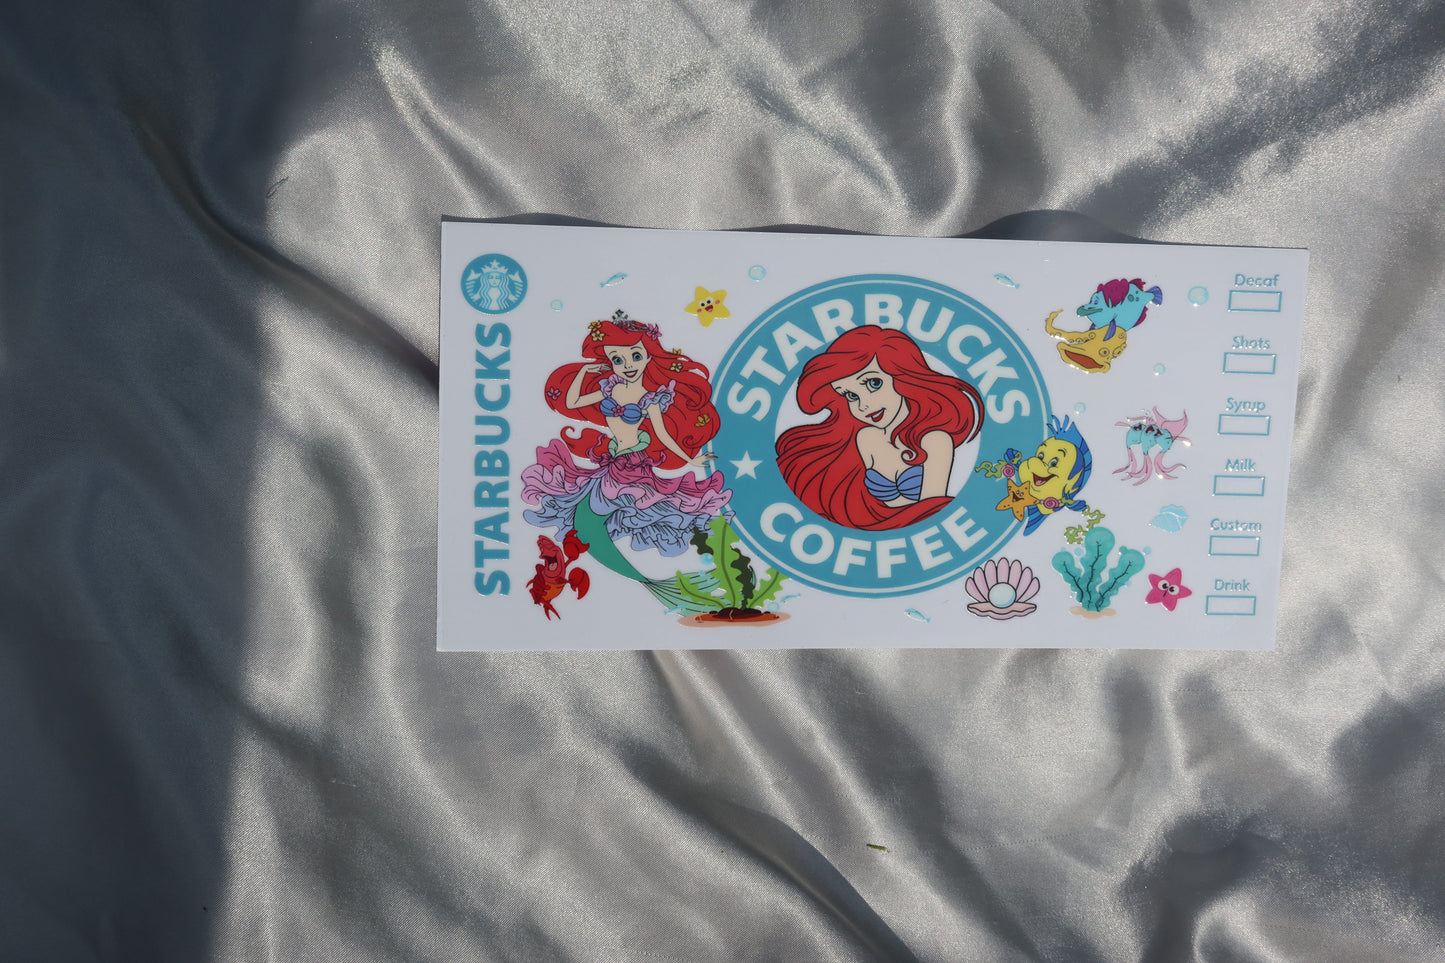 STARBUCKS
STARBUCKS
COFFEE
Decaf
Shots
Syrup
Milk
Custom
Drink